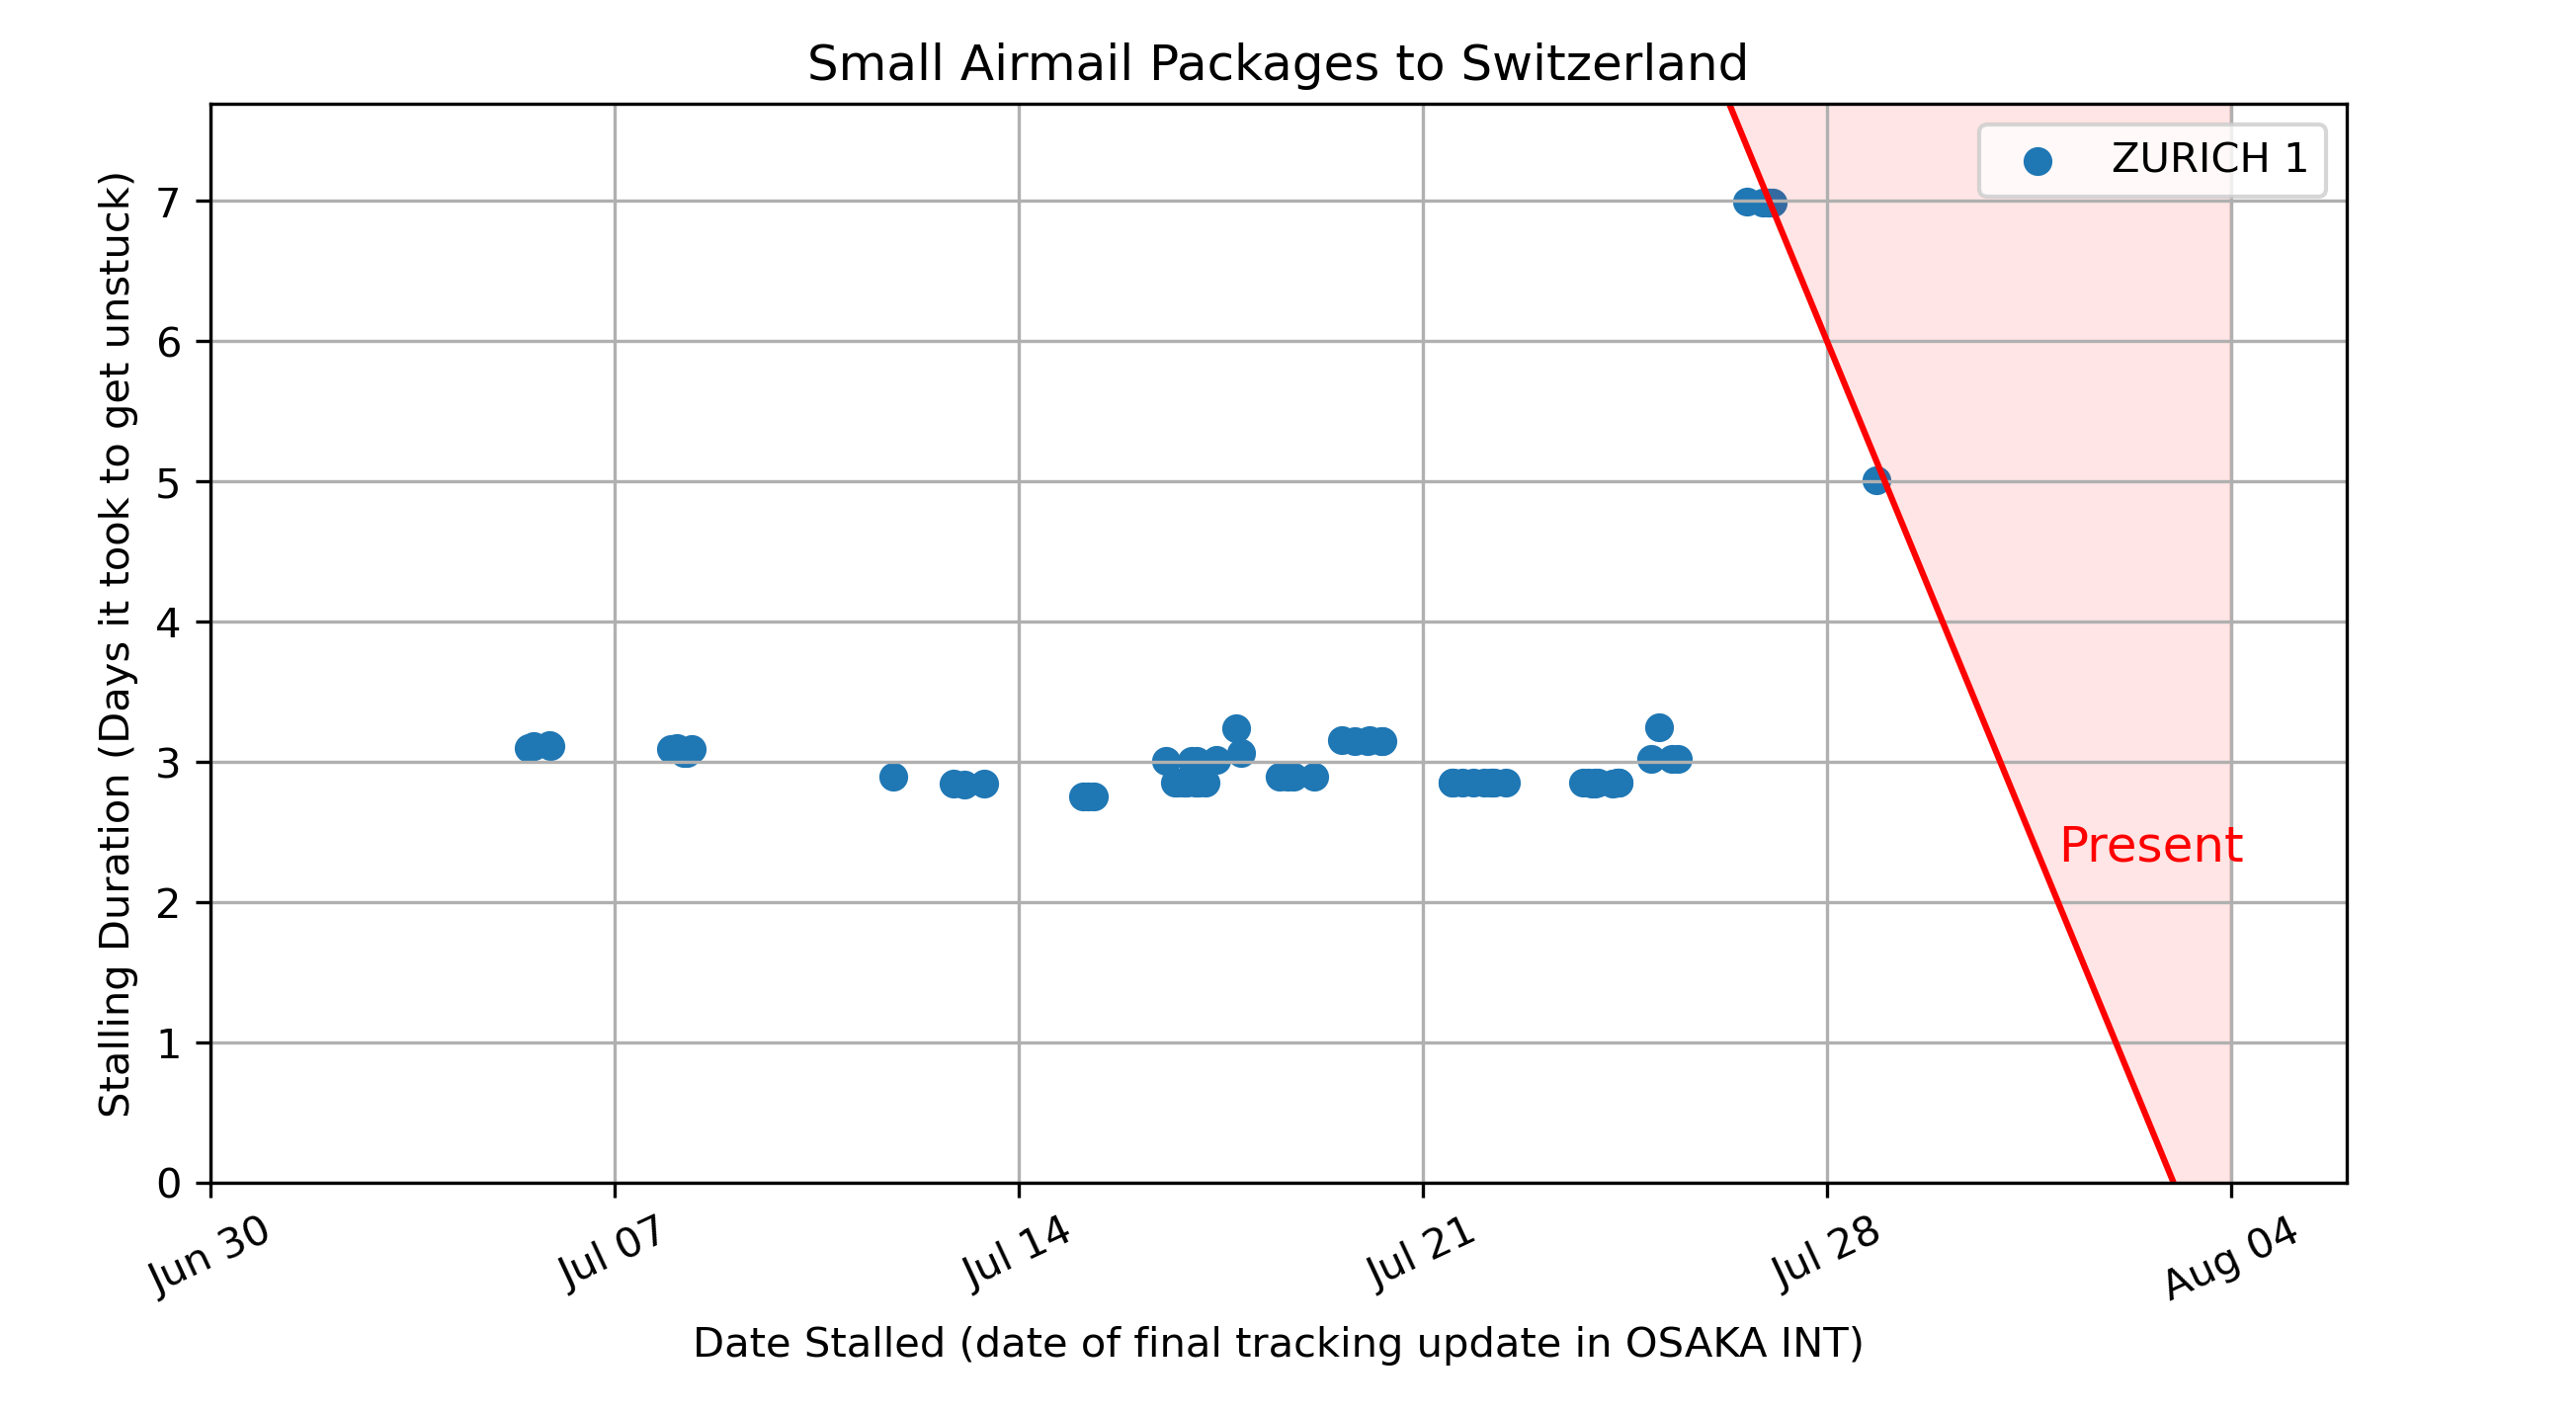 Small Airmail Packages to Switzerland
ZURICH 1
Stalling Duration (Days it took to get unstuck)
7
6
5
4
3
2
1
0
Present
Jun 30
Jul 07
Jul 14
Jul 21
Jul 28
Aug 04
Date Stalled (date of final tracking update in OSAKA INT)